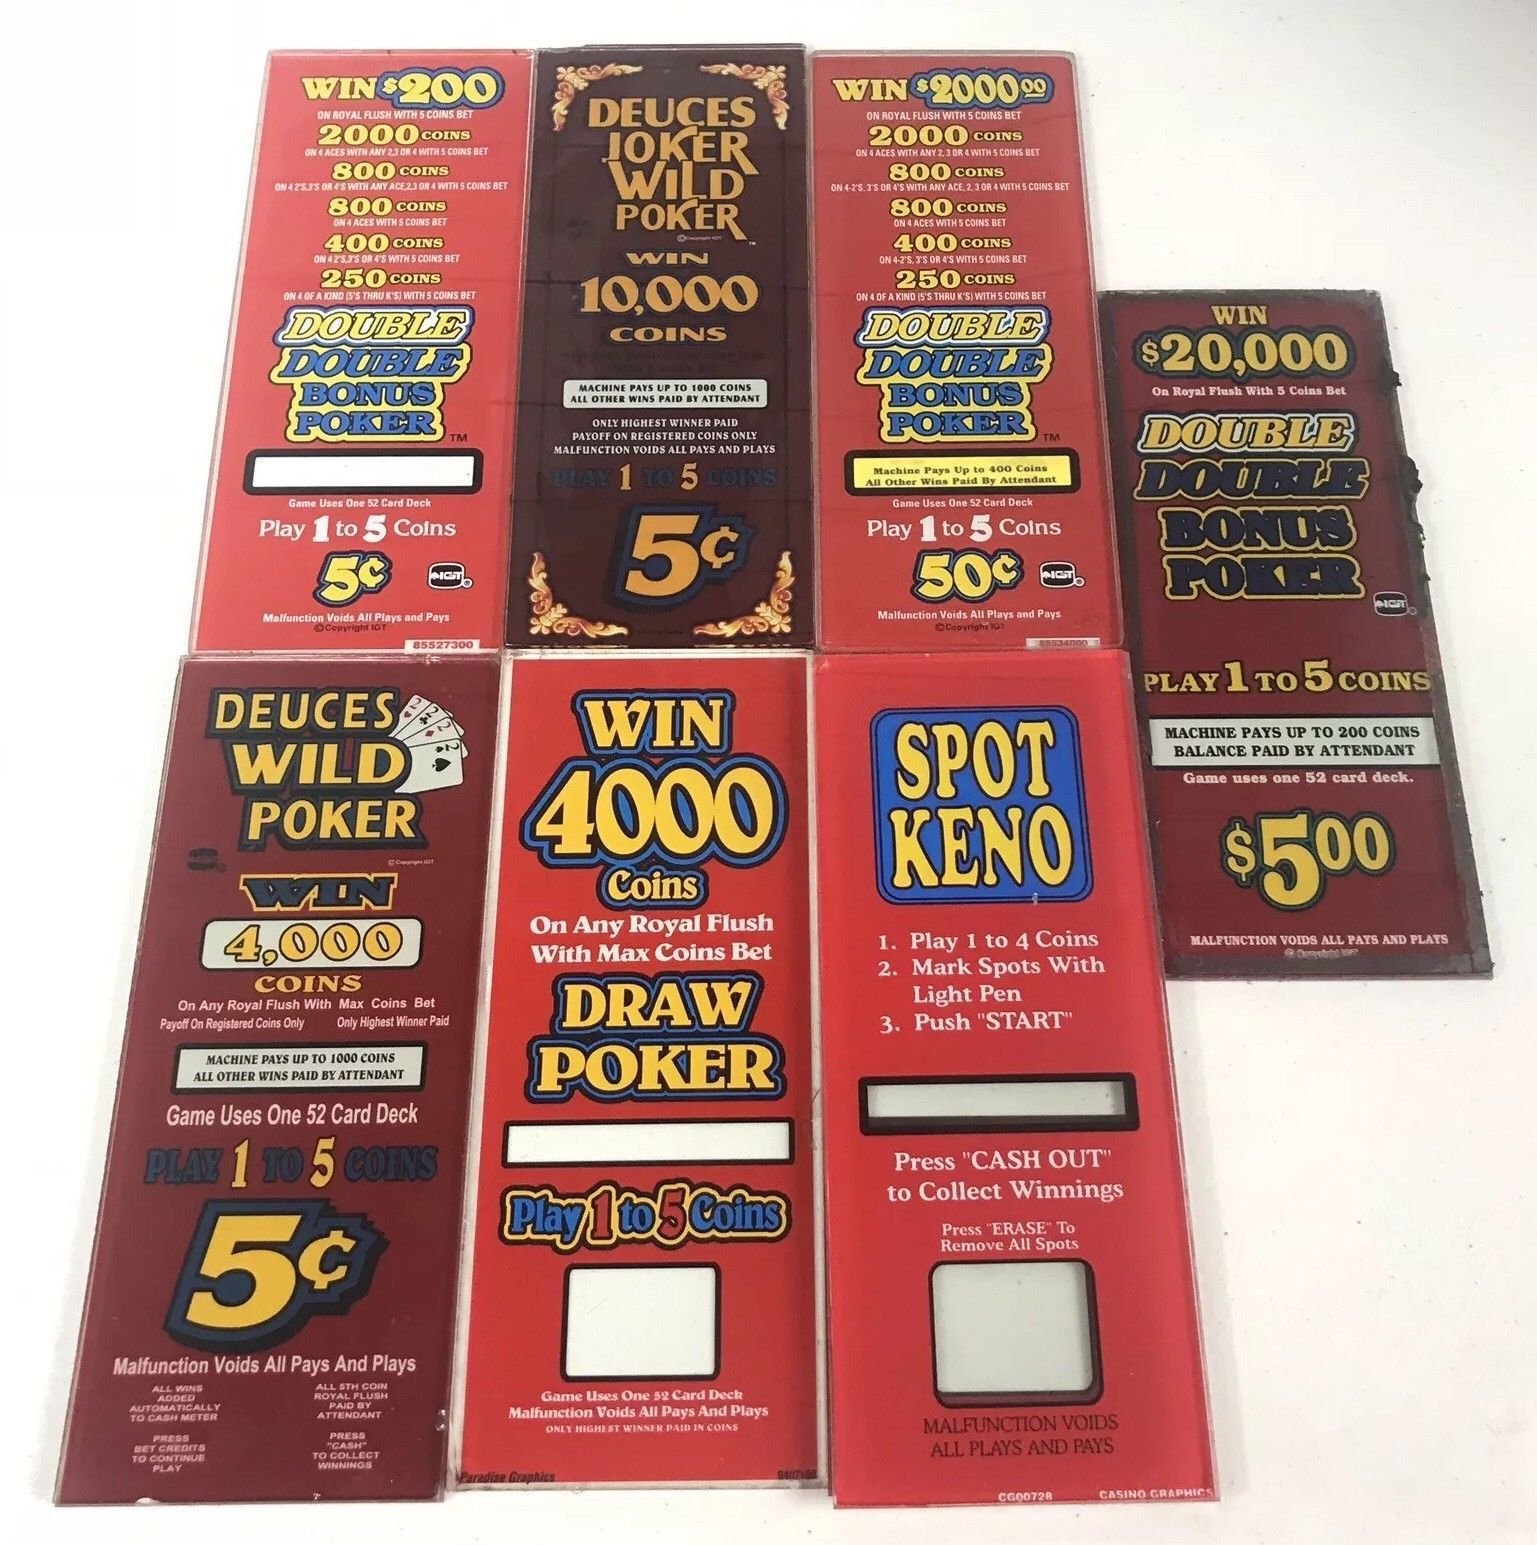 WIN $200
ON ROYAL FLUSH WITH 5 COINS BET
2000 COINS
ON 4 ACES WITH ANY 2,3 OR 4 WITH 5 COINS BET
800 COINS
ON 4 2'S,3'S OR 4'S WITH ANY ACE,2,3 OR 4 WITH 5 COINS BET
800 COINS
ON 4 ACES WITH 5 COINS BET
400 COINS
ON 4 2'S,3'S OR 4'S WITH 5 COINS BET
250 COINS
ON 4 OF A KIND (5'S THRU K'S) WITH 5 COINS BET
DOUBLE
DOUBLE
BONUS
POKER TM
Game Uses One 52 Card Deck
Play 1 to 5 Coins
5¢ IGT ®
Malfunction Voids All Plays and Pays
© Copyright IGT
85527300
DEUCES
JOKER
WILD
POKER
© Copyright IGT TM
WIN
10,000
COINS
MACHINE PAYS UP TO 1000 COINS
ALL OTHER WINS PAID BY ATTENDANT
ONLY HIGHEST WINNER PAID
PAYOFF ON REGISTERED COINS ONLY
MALFUNCTION VOIDS ALL PAYS AND PLAYS
PLAY 1 TO 5 COINS
5¢
WIN $2000.00
ON ROYAL FLUSH WITH 5 COINS BET
2000 COINS
ON 4 ACES WITH ANY 2, 3 OR 4 WITH 5 COINS BET
800 COINS
ON 4-2'S, 3'S OR 4'S WITH ANY ACE, 2, 3 OR 4 WITH 5 COINS BET
800 COINS
ON 4 ACES WITH 5 COINS BET
400 COINS
ON 4-2'S, 3'S OR 4'S WITH 5 COINS BET
250 COINS
ON 4 OF A KIND (5'S THRU K'S) WITH 5 COINS BET
DOUBLE
DOUBLE
BONUS
POKER TM
Machine Pays Up to 400 Coins
All Other Wins Paid By Attendant
Game Uses One 52 Card Deck
Play 1 to 5 Coins
50¢ IGT ®
Malfunction Voids All Plays and Pays
© Copyright IGT
WIN
$20,000
On Royal Flush With 5 Coins Bet
DOUBLE
DOUBLE
BONUS
POKER
IGT ®
PLAY 1 TO 5 COINS
MACHINE PAYS UP TO 200 COINS
BALANCE PAID BY ATTENDANT
Game uses one 52 card deck.
$5.00
MALFUNCTION VOIDS ALL PAYS AND PLAYS
© Copyright IGT
DEUCES
WILD
POKER
2 2 2 2
IGT ® © Copyright IGT
WIN
4,000
COINS
On Any Royal Flush With Max Coins Bet
Payoff On Registered Coins Only Only Highest Winner Paid
MACHINE PAYS UP TO 1000 COINS
ALL OTHER WINS PAID BY ATTENDANT
Game Uses One 52 Card Deck
PLAY 1 TO 5 COINS
5¢
Malfunction Voids All Pays And Plays
ALL WINS
ADDED
AUTOMATICALLY
TO CASH METER
ALL 5TH COIN
ROYAL FLUSH
PAID BY
ATTENDANT
PRESS
BET CREDITS
TO CONTINUE
PLAY
PRESS
"CASH"
TO COLLECT
WINNINGS
WIN
4000
Coins
On Any Royal Flush
With Max Coins Bet
DRAW
POKER
Play 1 to 5 Coins
Game Uses One 52 Card Deck
Malfunction Voids All Pays And Plays
ONLY HIGHEST WINNER PAID IN COINS
Paradise Graphics
SPOT
KENO
1. Play 1 to 4 Coins
2. Mark Spots With
Light Pen
3. Push "START"
Press "CASH OUT"
to Collect Winnings
Press "ERASE" To
Remove All Spots
MALFUNCTION VOIDS
ALL PLAYS AND PAYS
CG00728 CASINO GRAPHICS